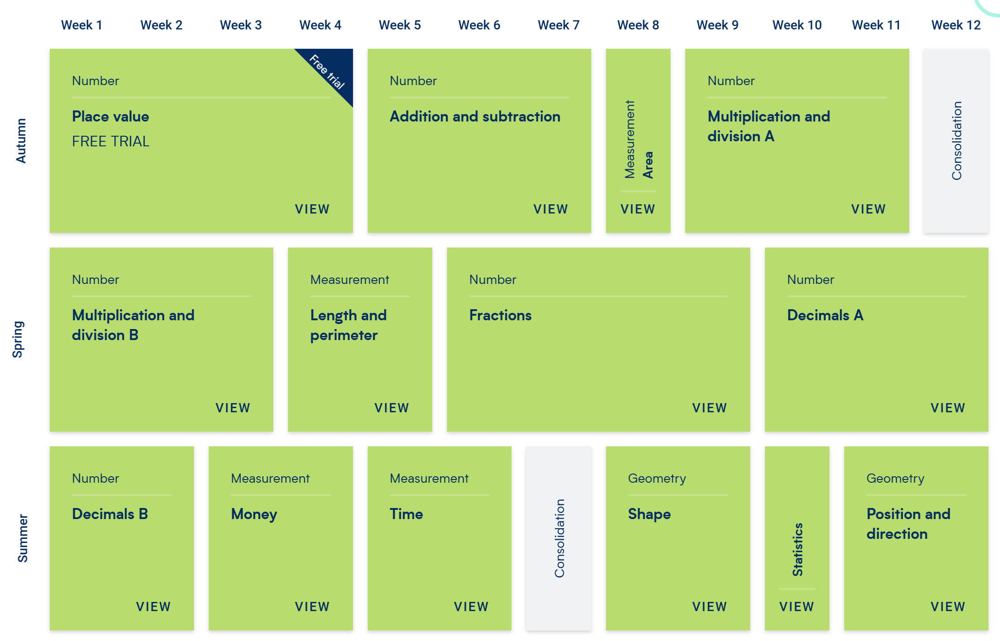 Week 1
Week 2
Week 3
Week 4
Week 5
Week 6
Week 7
Week 8
Week 9
Week 10
Week 11
Week 12
Autumn
Number
Place value
FREE TRIAL
Free trial
VIEW
Number
Addition and subtraction
VIEW
Measurement
Area
VIEW
Number
Multiplication and
division A
VIEW
Consolidation
Spring
Number
Multiplication and
division B
VIEW
Measurement
Length and
perimeter
VIEW
Number
Fractions
VIEW
Number
Decimals A
VIEW
Summer
Number
Decimals B
VIEW
Measurement
Money
VIEW
Measurement
Time
VIEW
Consolidation
Geometry
Shape
VIEW
Statistics
VIEW
Geometry
Position and
direction
VIEW